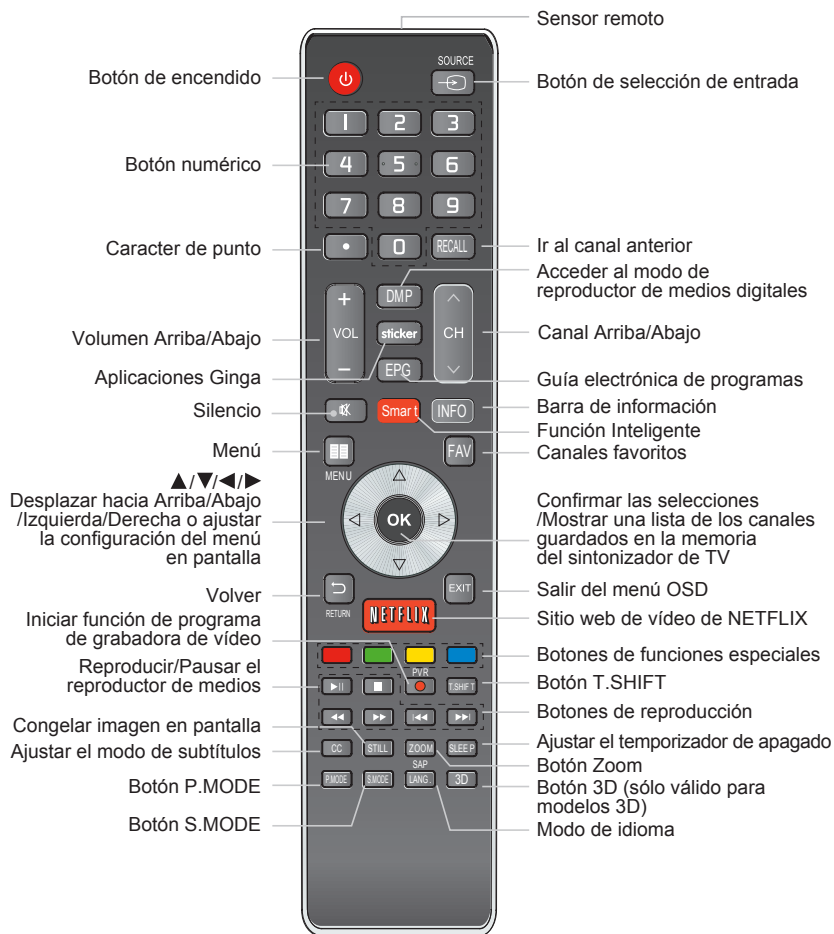 Sensor remoto
SOURCE
Botón de encendido
Botón de selección de entrada
1 2 3
Botón numérico
4 5 6
7 8 9
Caracter de punto
• 0 RECALL
Ir al canal anterior
Acceder al modo de
reproductor de medios digitales
+ DMP
VOL sticker CH
Volumen Arriba/Abajo
Canal Arriba/Abajo
Aplicaciones Ginga
− EPG
Guía electrónica de programas
Silencio
Smart INFO
Barra de información
Función Inteligente
Menú
FAV
Canales favoritos
MENU
▲/▼/◀/▶
Desplazar hacia Arriba/Abajo
/Izquierda/Derecha o ajustar
la configuración del menú
en pantalla
OK
Confirmar las selecciones
/Mostrar una lista de los canales
guardados en la memoria
del sintonizador de TV
Volver
EXIT
Salir del menú OSD
RETURN
NETFLIX
Sitio web de vídeo de NETFLIX
Iniciar función de programa
de grabadora de vídeo
Botones de funciones especiales
PVR
Reproducir/Pausar el
reproductor de medios
T.SHIFT
Botón T.SHIFT
Botones de reproducción
Congelar imagen en pantalla
Ajustar el modo de subtítulos
CC STILL ZOOM SLEEP
Ajustar el temporizador de apagado
Botón Zoom
SAP
Botón P.MODE
P.MODE S.MODE LANG. 3D
Botón 3D (sólo válido para
modelos 3D)
Botón S.MODE
Modo de idioma